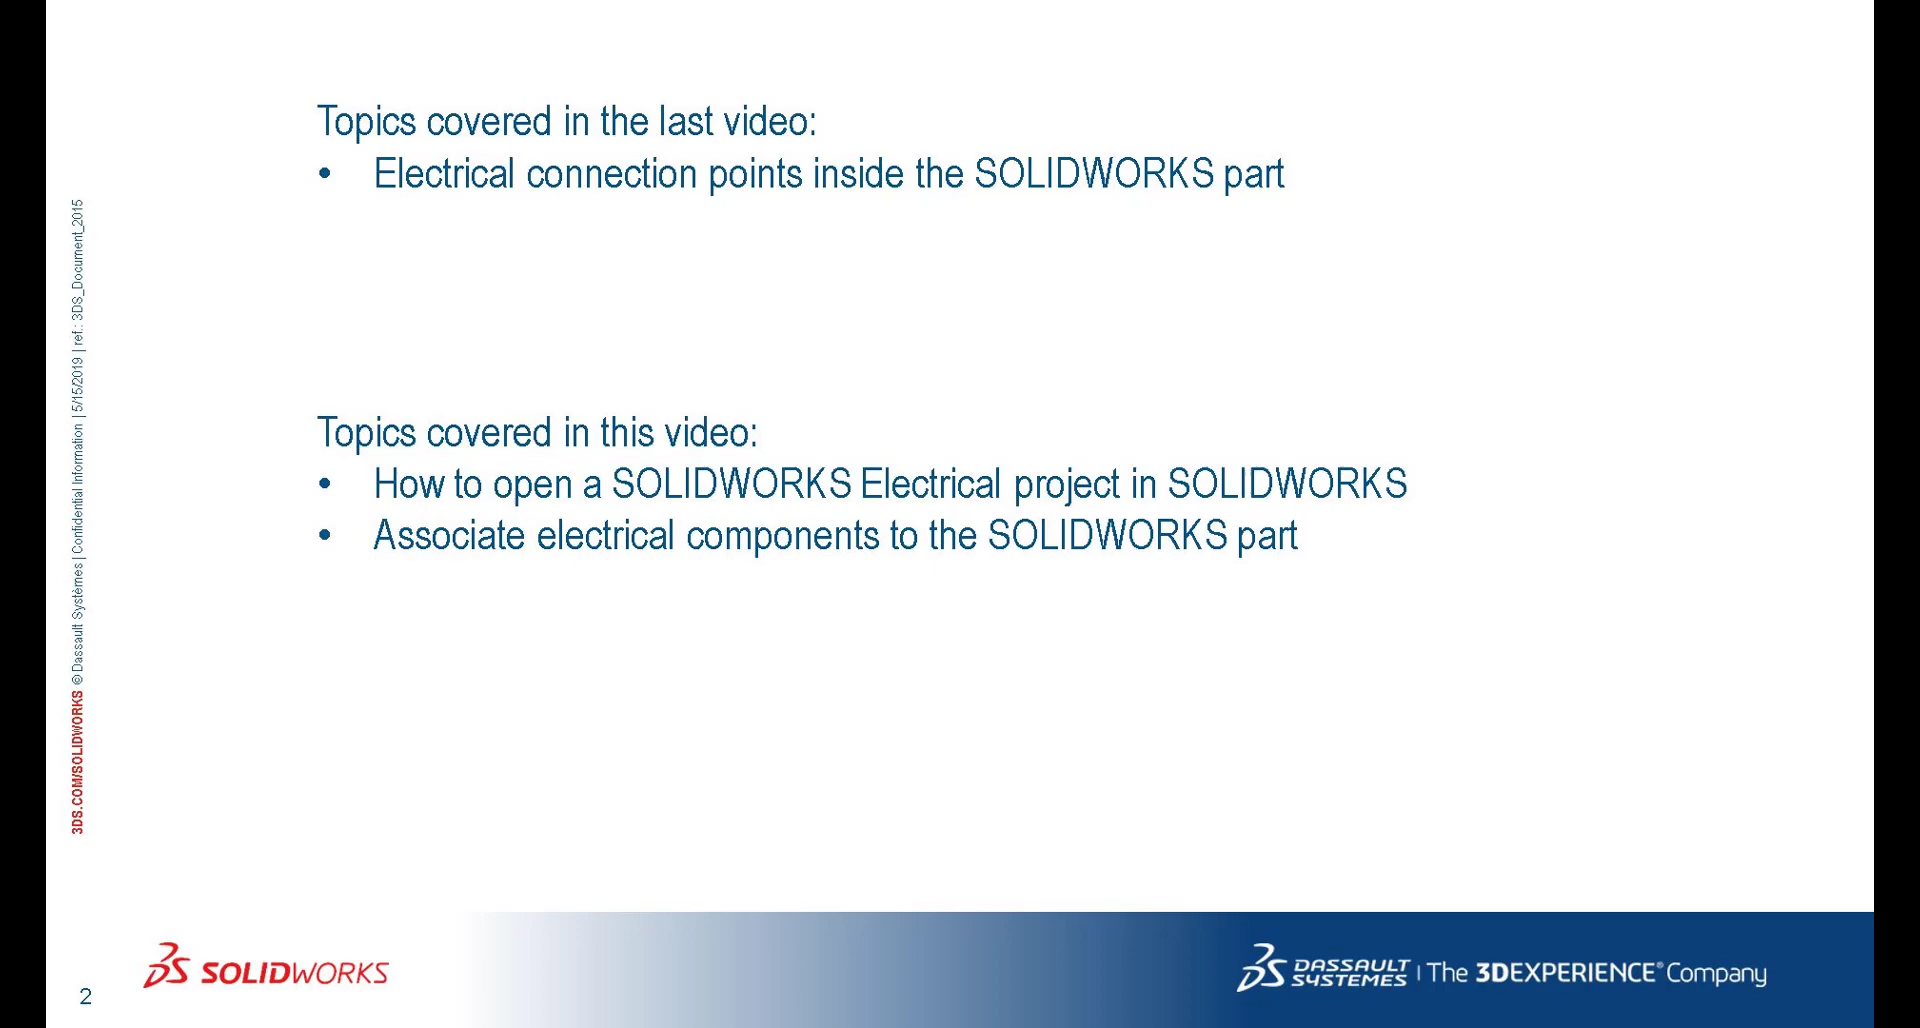 Topics covered in the last video:
• Electrical connection points inside the SOLIDWORKS part
Topics covered in this video:
• How to open a SOLIDWORKS Electrical project in SOLIDWORKS
• Associate electrical components to the SOLIDWORKS part
3DS.COM/SOLIDWORKS © Dassault Systèmes | Confidential Information | 5/15/2019 | ref.: 3DS_Document_2015
2
SOLIDWORKS
DASSAULT SYSTEMES | The 3DEXPERIENCE® Company